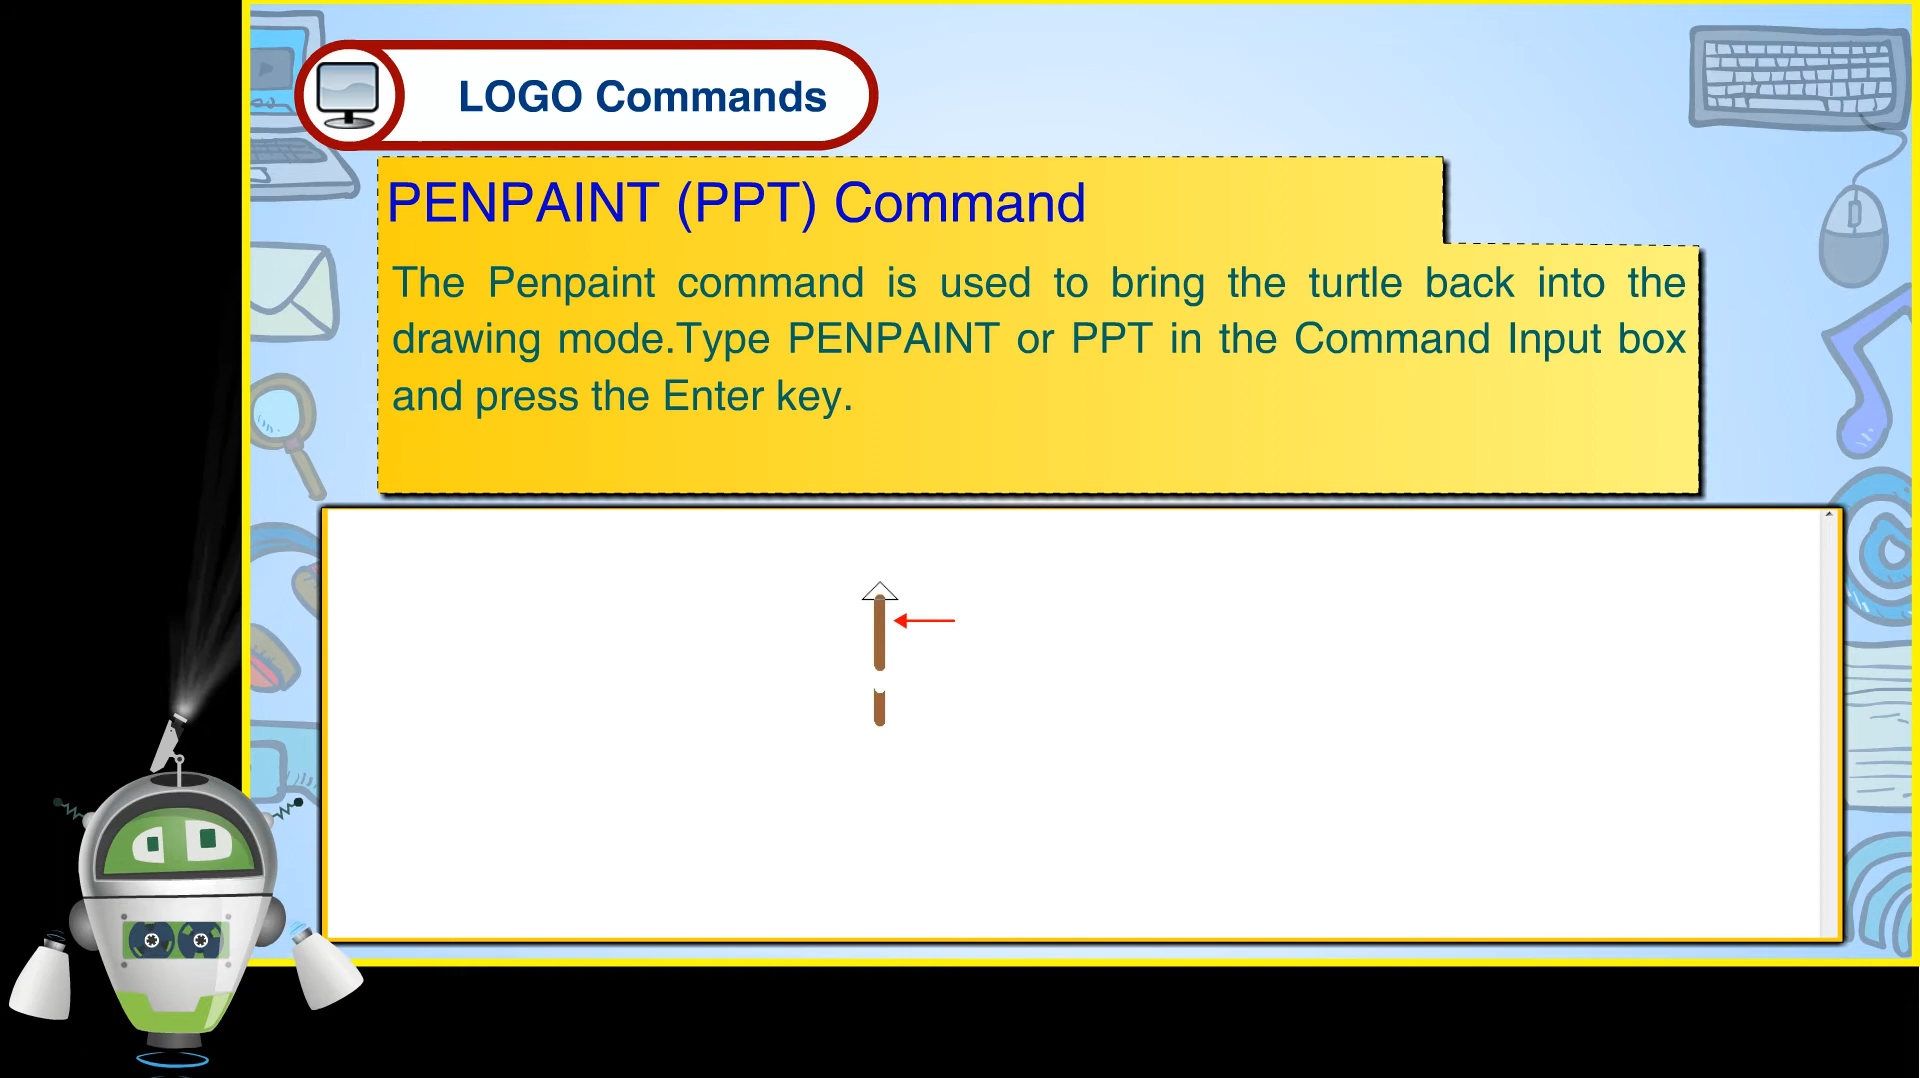 LOGO Commands
PENPAINT (PPT) Command
The Penpaint command is used to bring the turtle back into the
drawing mode.Type PENPAINT or PPT in the Command Input box
and press the Enter key.